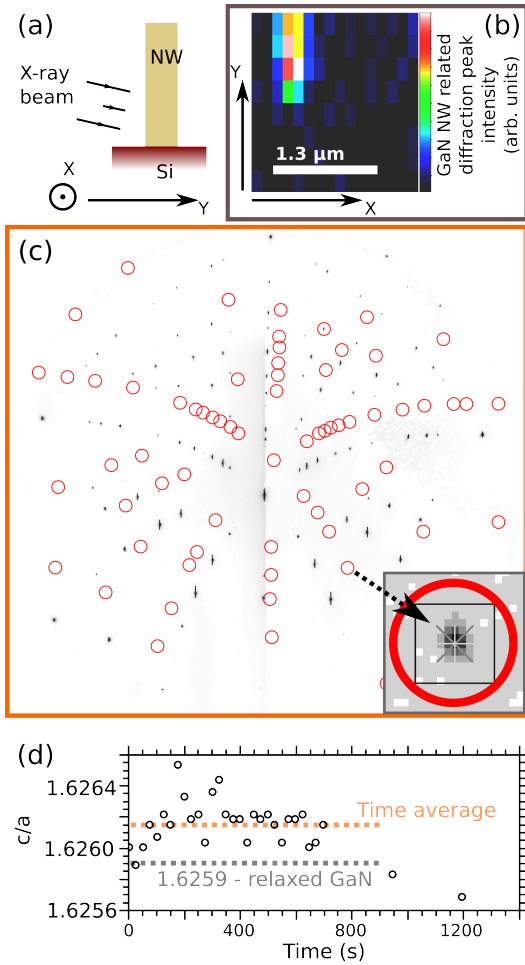 (a)
NW
X-ray
beam
Si
X
Y
(b)
Y
1.3 μm
X
GaN NW related
diffraction peak
intensity
(arb. units)
(c)
(d)
c/a
1.6264
1.6260
1.6256
Time average
1.6259 - relaxed GaN
0
400
800
1200
Time (s)